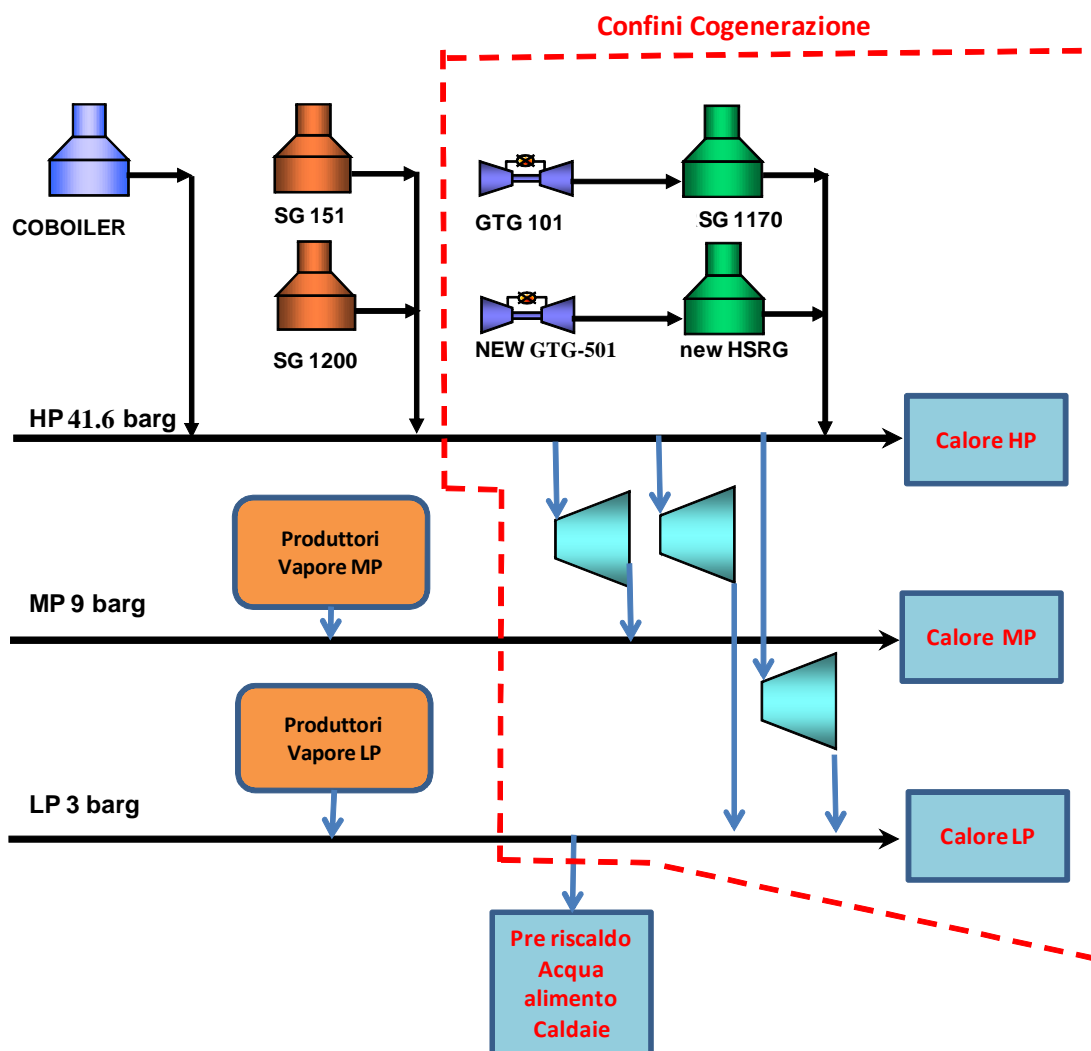 Confini Cogenerazione
COBOILER
SG 151
GTG 101
SG 1170
SG 1200
NEW GTG-501
new HSRG
HP 41.6 barg
Calore HP
Produttori
Vapore MP
MP 9 barg
Calore MP
Produttori
Vapore LP
LP 3 barg
Calore LP
Pre riscaldo
Acqua
alimento
Caldaie